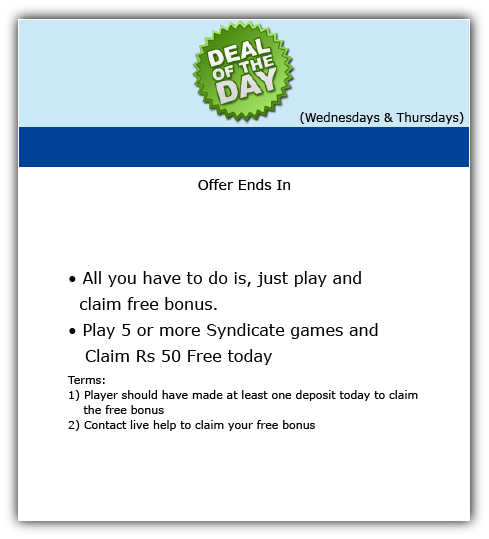 DEAL
OF THE
DAY
(Wednesdays & Thursdays)
Offer Ends In
• All you have to do is, just play and
claim free bonus.
• Play 5 or more Syndicate games and
Claim Rs 50 Free today
Terms:
1) Player should have made at least one deposit today to claim
the free bonus
2) Contact live help to claim your free bonus